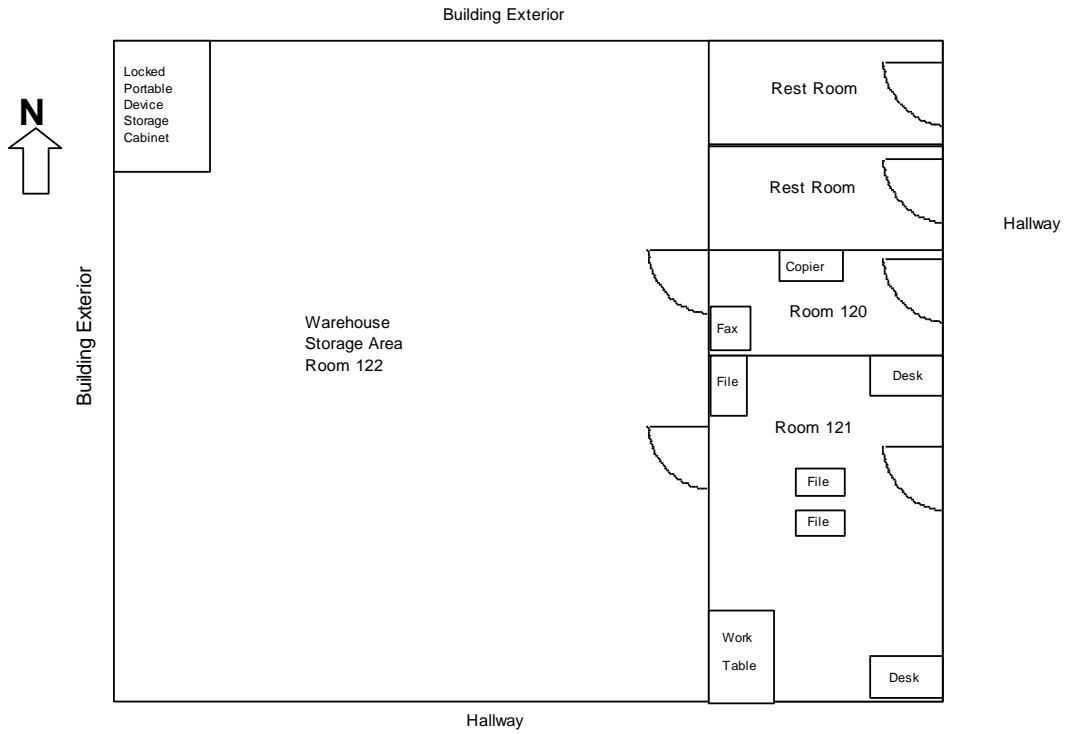 Building Exterior
Locked
Portable
Device
Storage
Cabinet
N
Rest Room
Rest Room
Hallway
Copier
Room 120
Fax
Building Exterior
Warehouse
Storage Area
Room 122
File
Desk
Room 121
File
File
Work
Table
Desk
Hallway